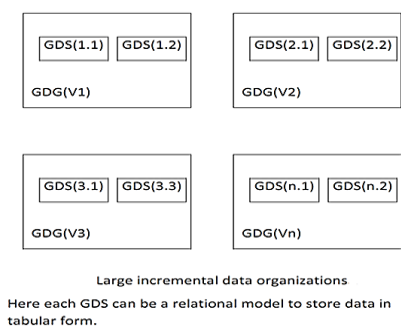 GDS(1.1) GDS(1.2) GDS(2.1) GDS(2.2)
GDG(V1) GDG(V2)
GDS(3.1) GDS(3.3) GDS(n.1) GDS(n.2)
GDG(V3) GDG(Vn)
Large incremental data organizations
Here each GDS can be a relational model to store data in
tabular form.